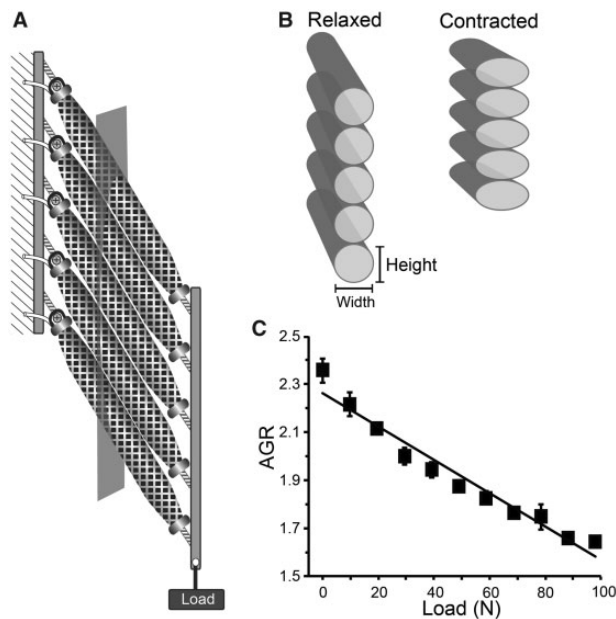 A
Load
B
Relaxed
Contracted
Height
Width
C
2.5
2.3
2.1
1.9
1.7
1.5
AGR
0 20 40 60 80 100
Load (N)